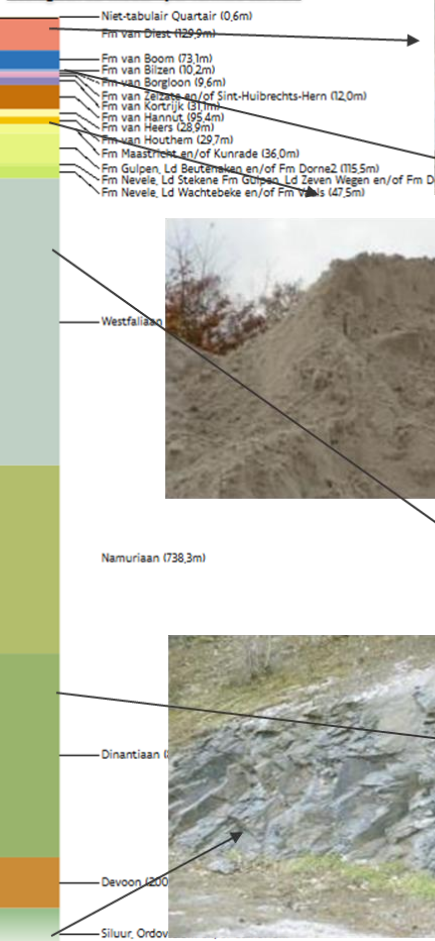 Niet-tabulair Quartair (0,6m)
Fm van Diest (129,9m)
Fm van Boom (73,1m)
Fm van Bilzen (10,2m)
Fm van Borgloon (9,6m)
Fm van Zelzate en/of Sint-Huibrechts-Hern (12,0m)
Fm van Kortrijk (31,1m)
Fm van Hannut (95,4m)
Fm van Heers (28,9m)
Fm van Houthem (29,7m)
Fm Maastricht en/of Kunrade (36,0m)
Fm Gulpen, Ld Beutenaken en/of Fm Dorne2 (115,5m)
Fm Nevele, Ld Stekene Fm Gulpen, Ld Zeven Wegen en/of Fm D
Fm Nevele, Ld Wachtebeke en/of Fm (47,5m)
Westfaliaan
Namuriaan (738,3m)
Dinantiaan (
Devoon (200
Siluur, Ordov